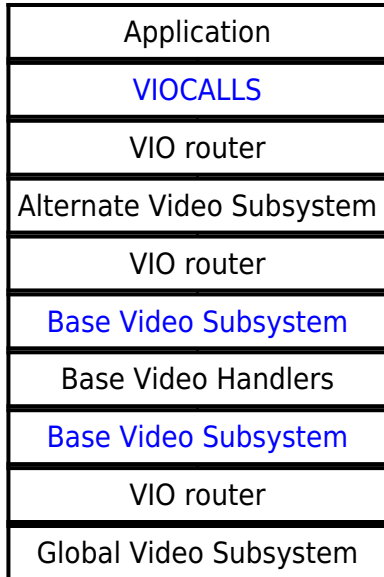 Application
VIOCALLS
VIO router
Alternate Video Subsystem
VIO router
Base Video Subsystem
Base Video Handlers
Base Video Subsystem
VIO router
Global Video Subsystem